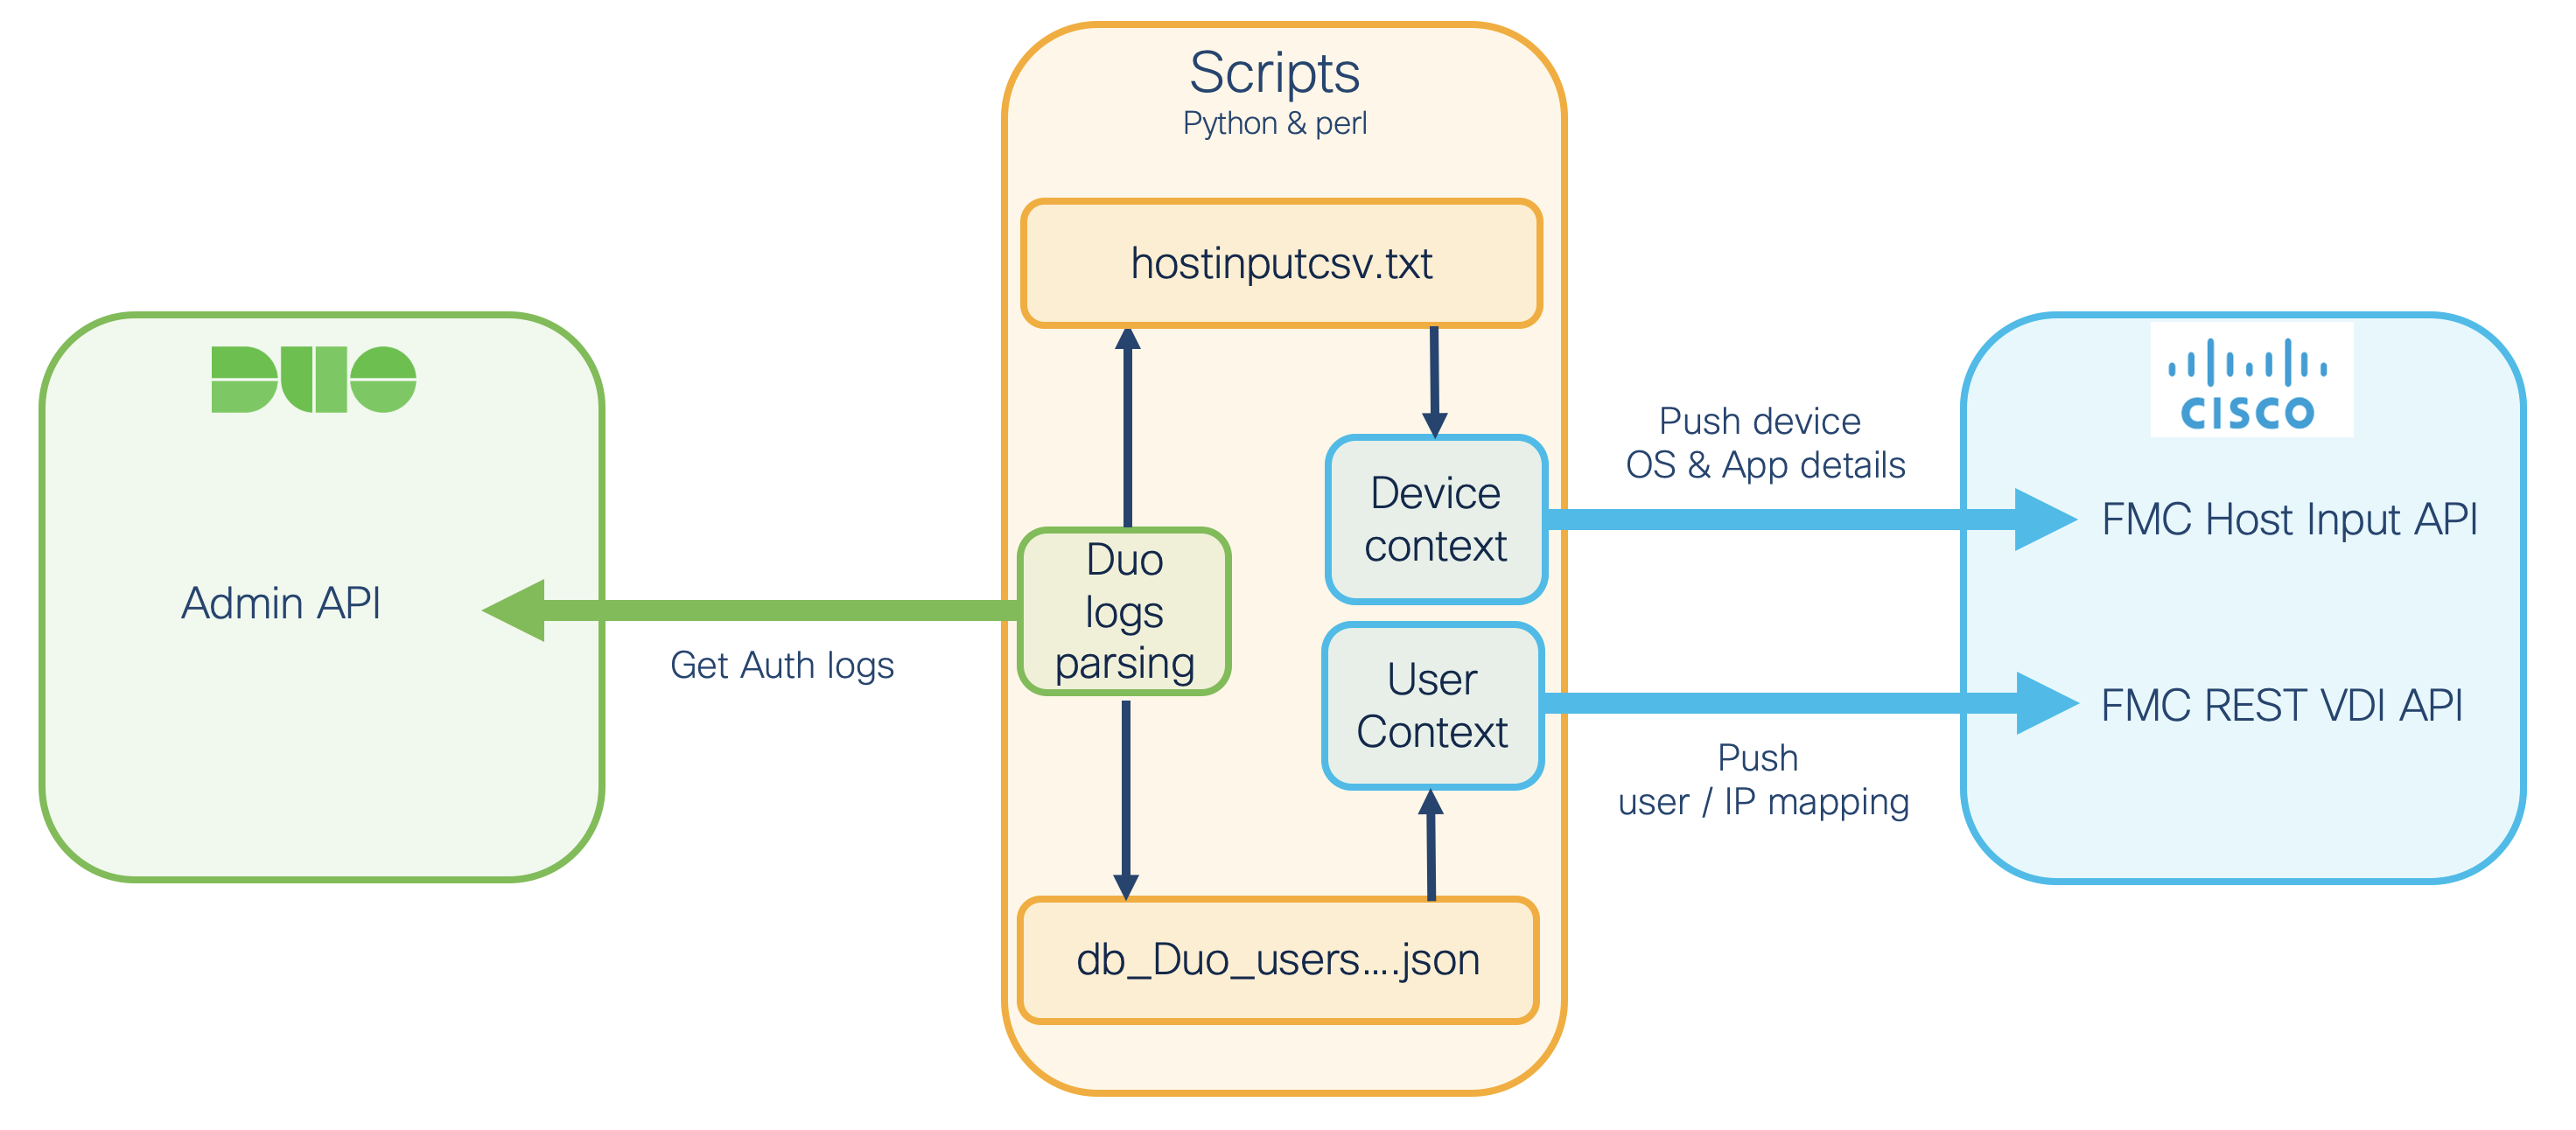 Scripts
Python & perl
hostinputcsv.txt
DUO
Admin API
Get Auth logs
Duo
logs
parsing
Device
context
User
Context
db_Duo_users....json
Push device
OS & App details
Push
user / IP mapping
CISCO
FMC Host Input API
FMC REST VDI API